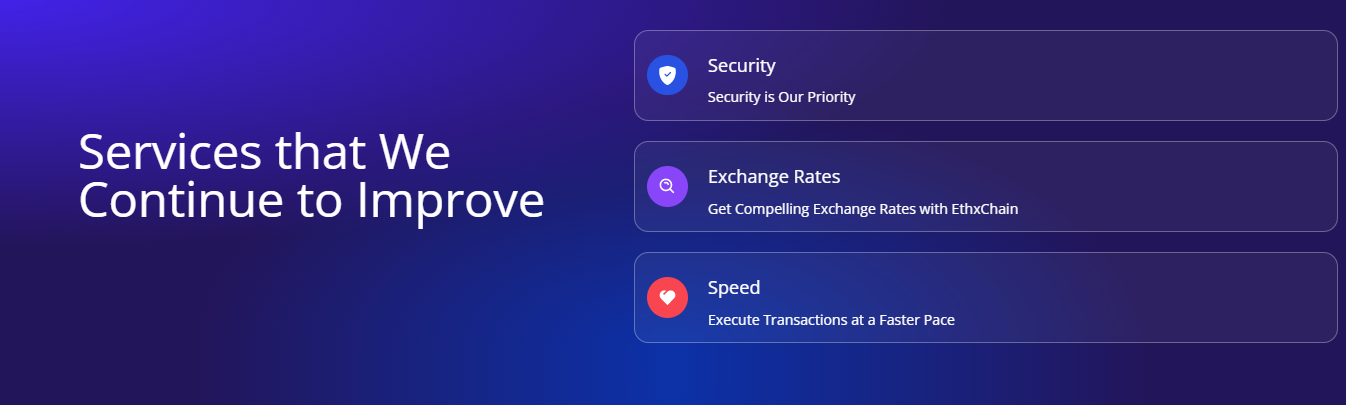 Services that We
Continue to Improve
Security
Security is Our Priority
Exchange Rates
Get Compelling Exchange Rates with EthxChain
Speed
Execute Transactions at a Faster Pace